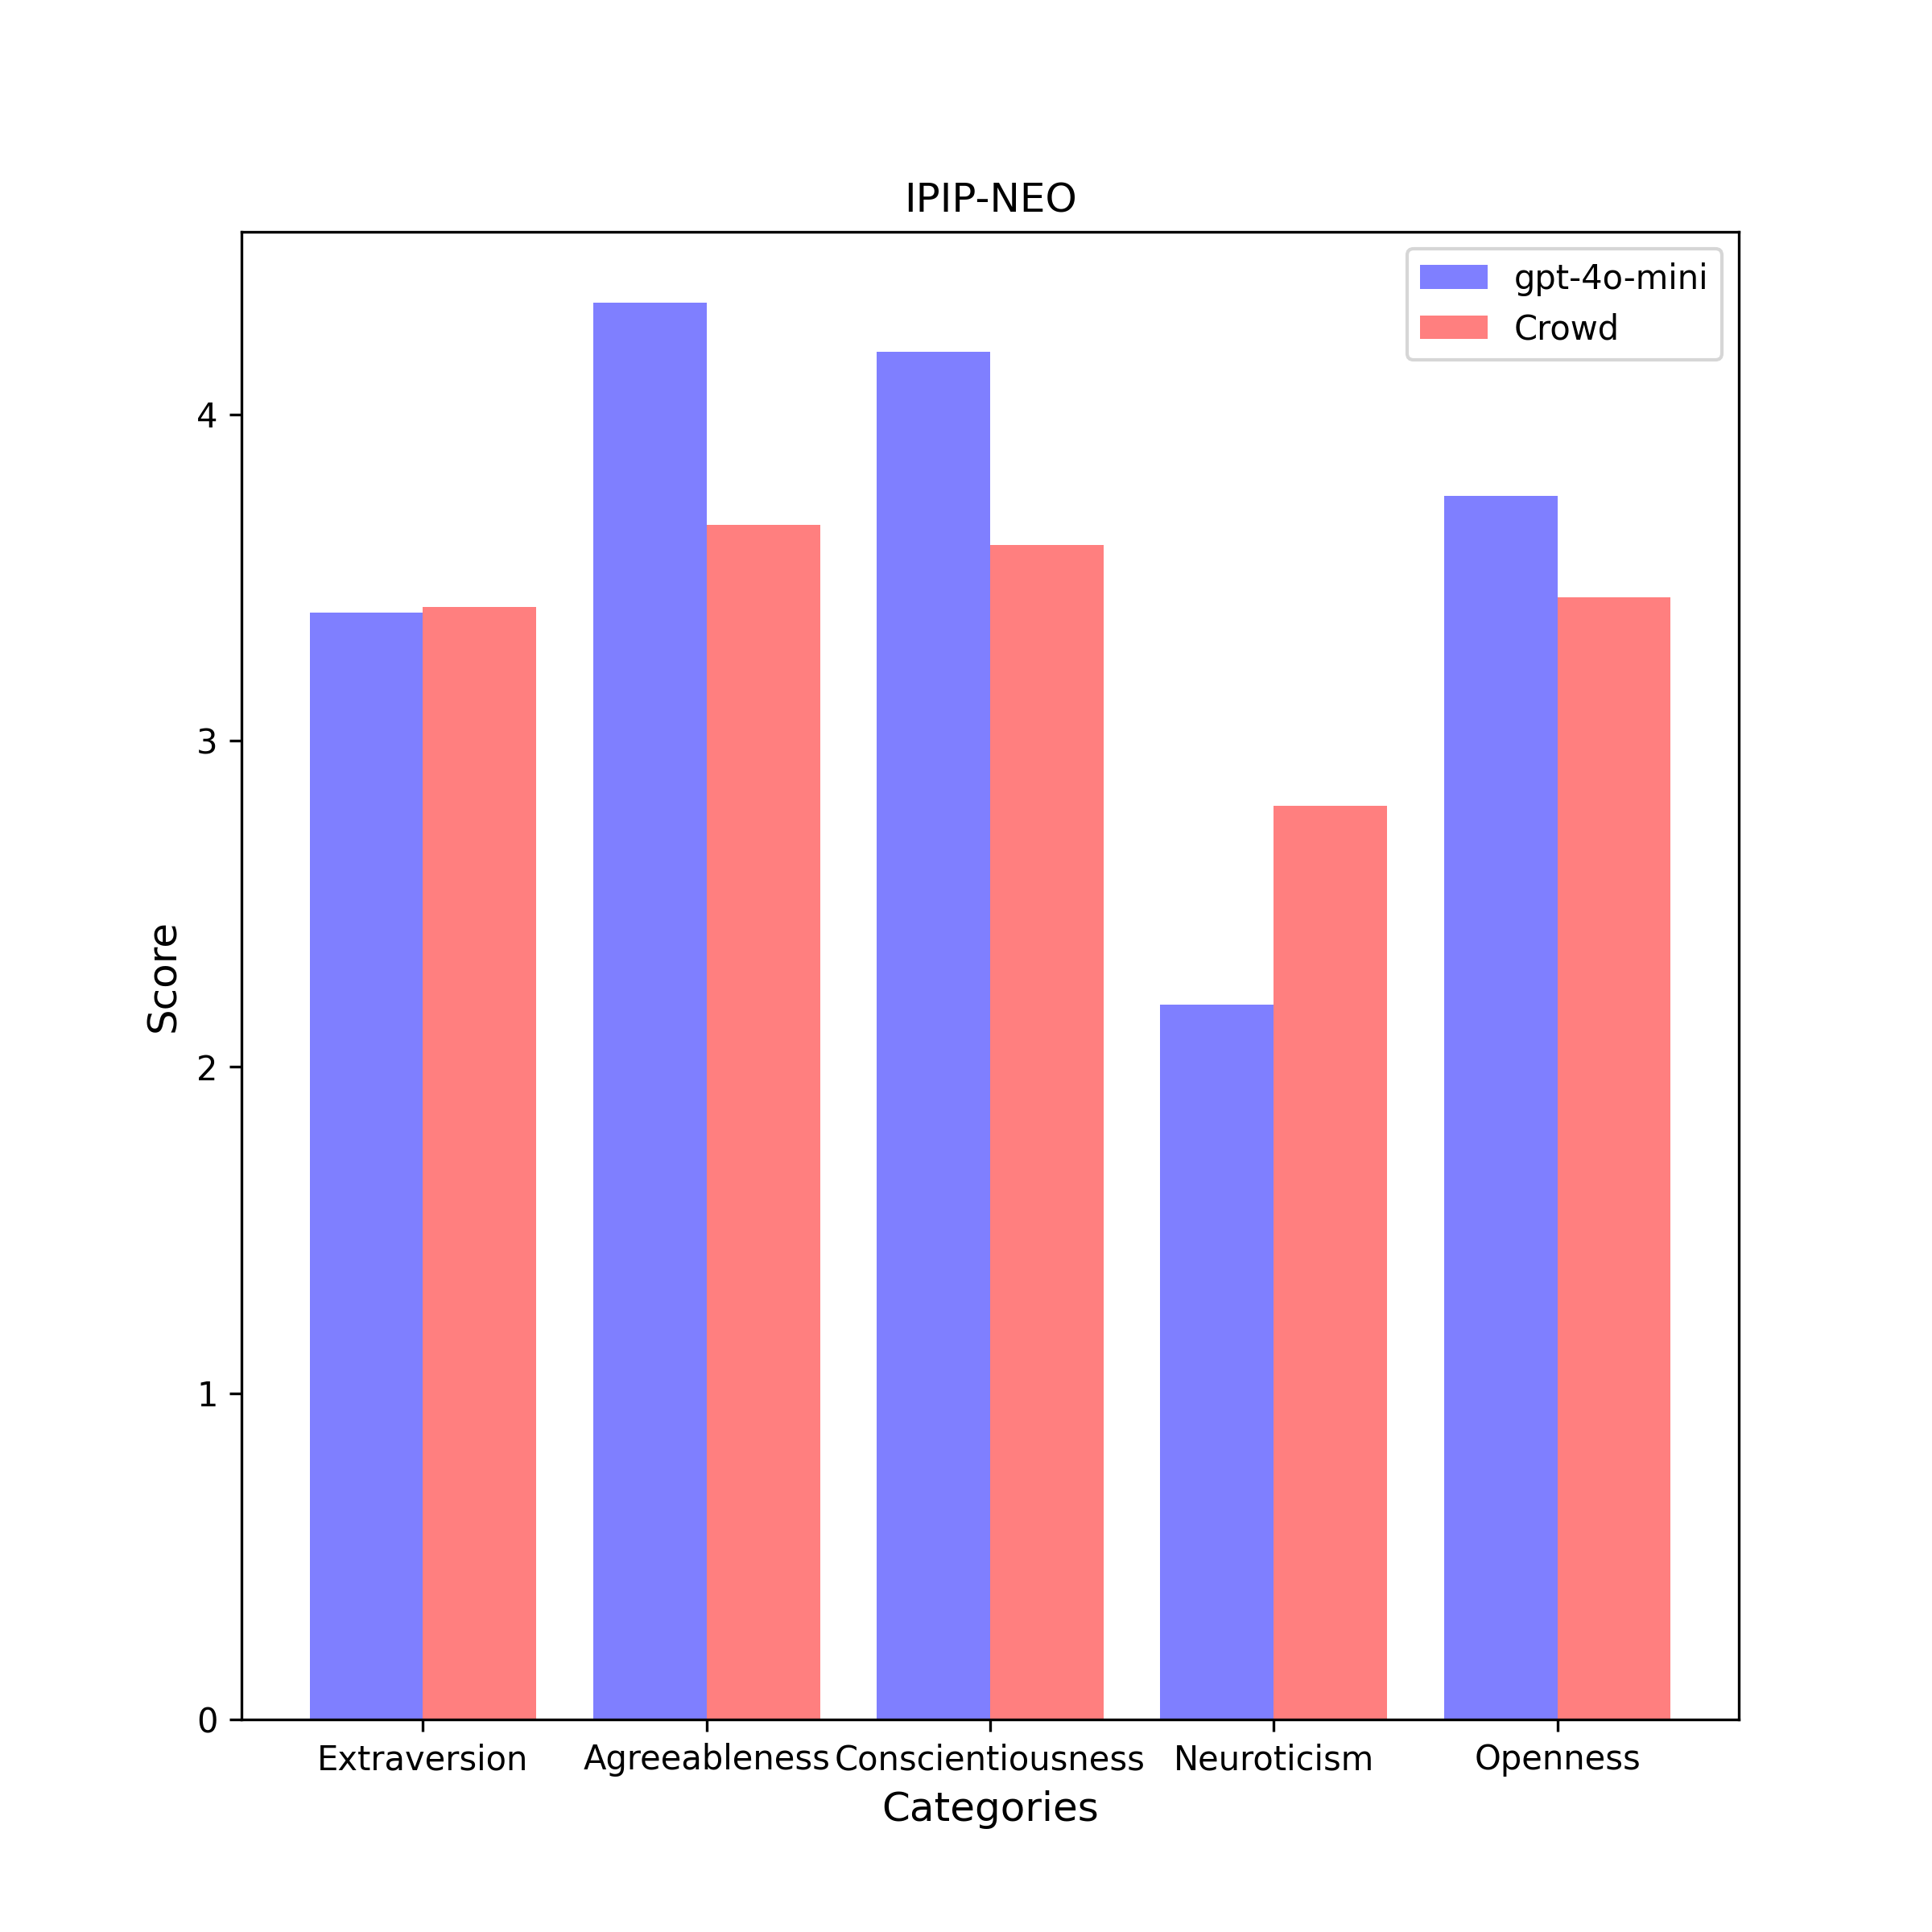 IPIP-NEO
gpt-4o-mini
Crowd
4
3
2
1
0
Score
Extraversion Agreeableness Conscientiousness Neuroticism Openness
Categories